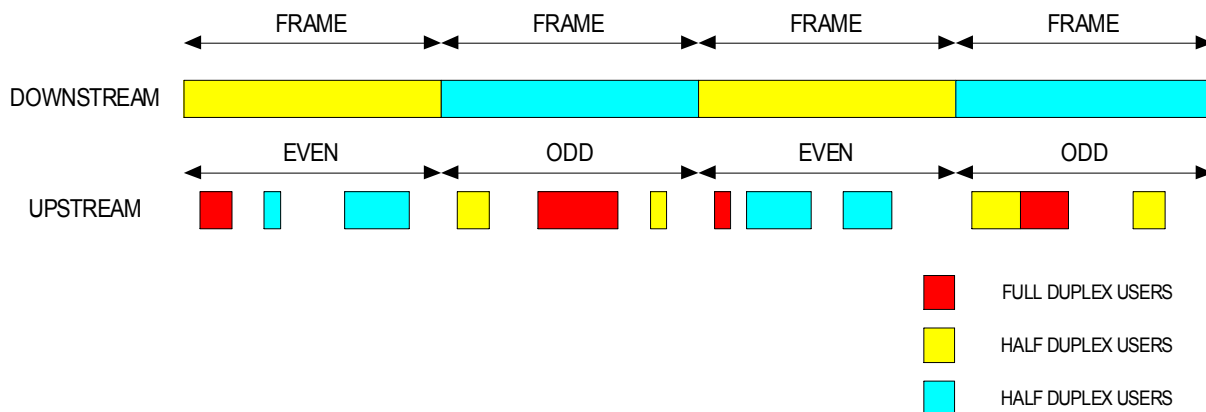 FRAME FRAME FRAME FRAME
DOWNSTREAM
EVEN ODD EVEN ODD
UPSTREAM
FULL DUPLEX USERS
HALF DUPLEX USERS
HALF DUPLEX USERS